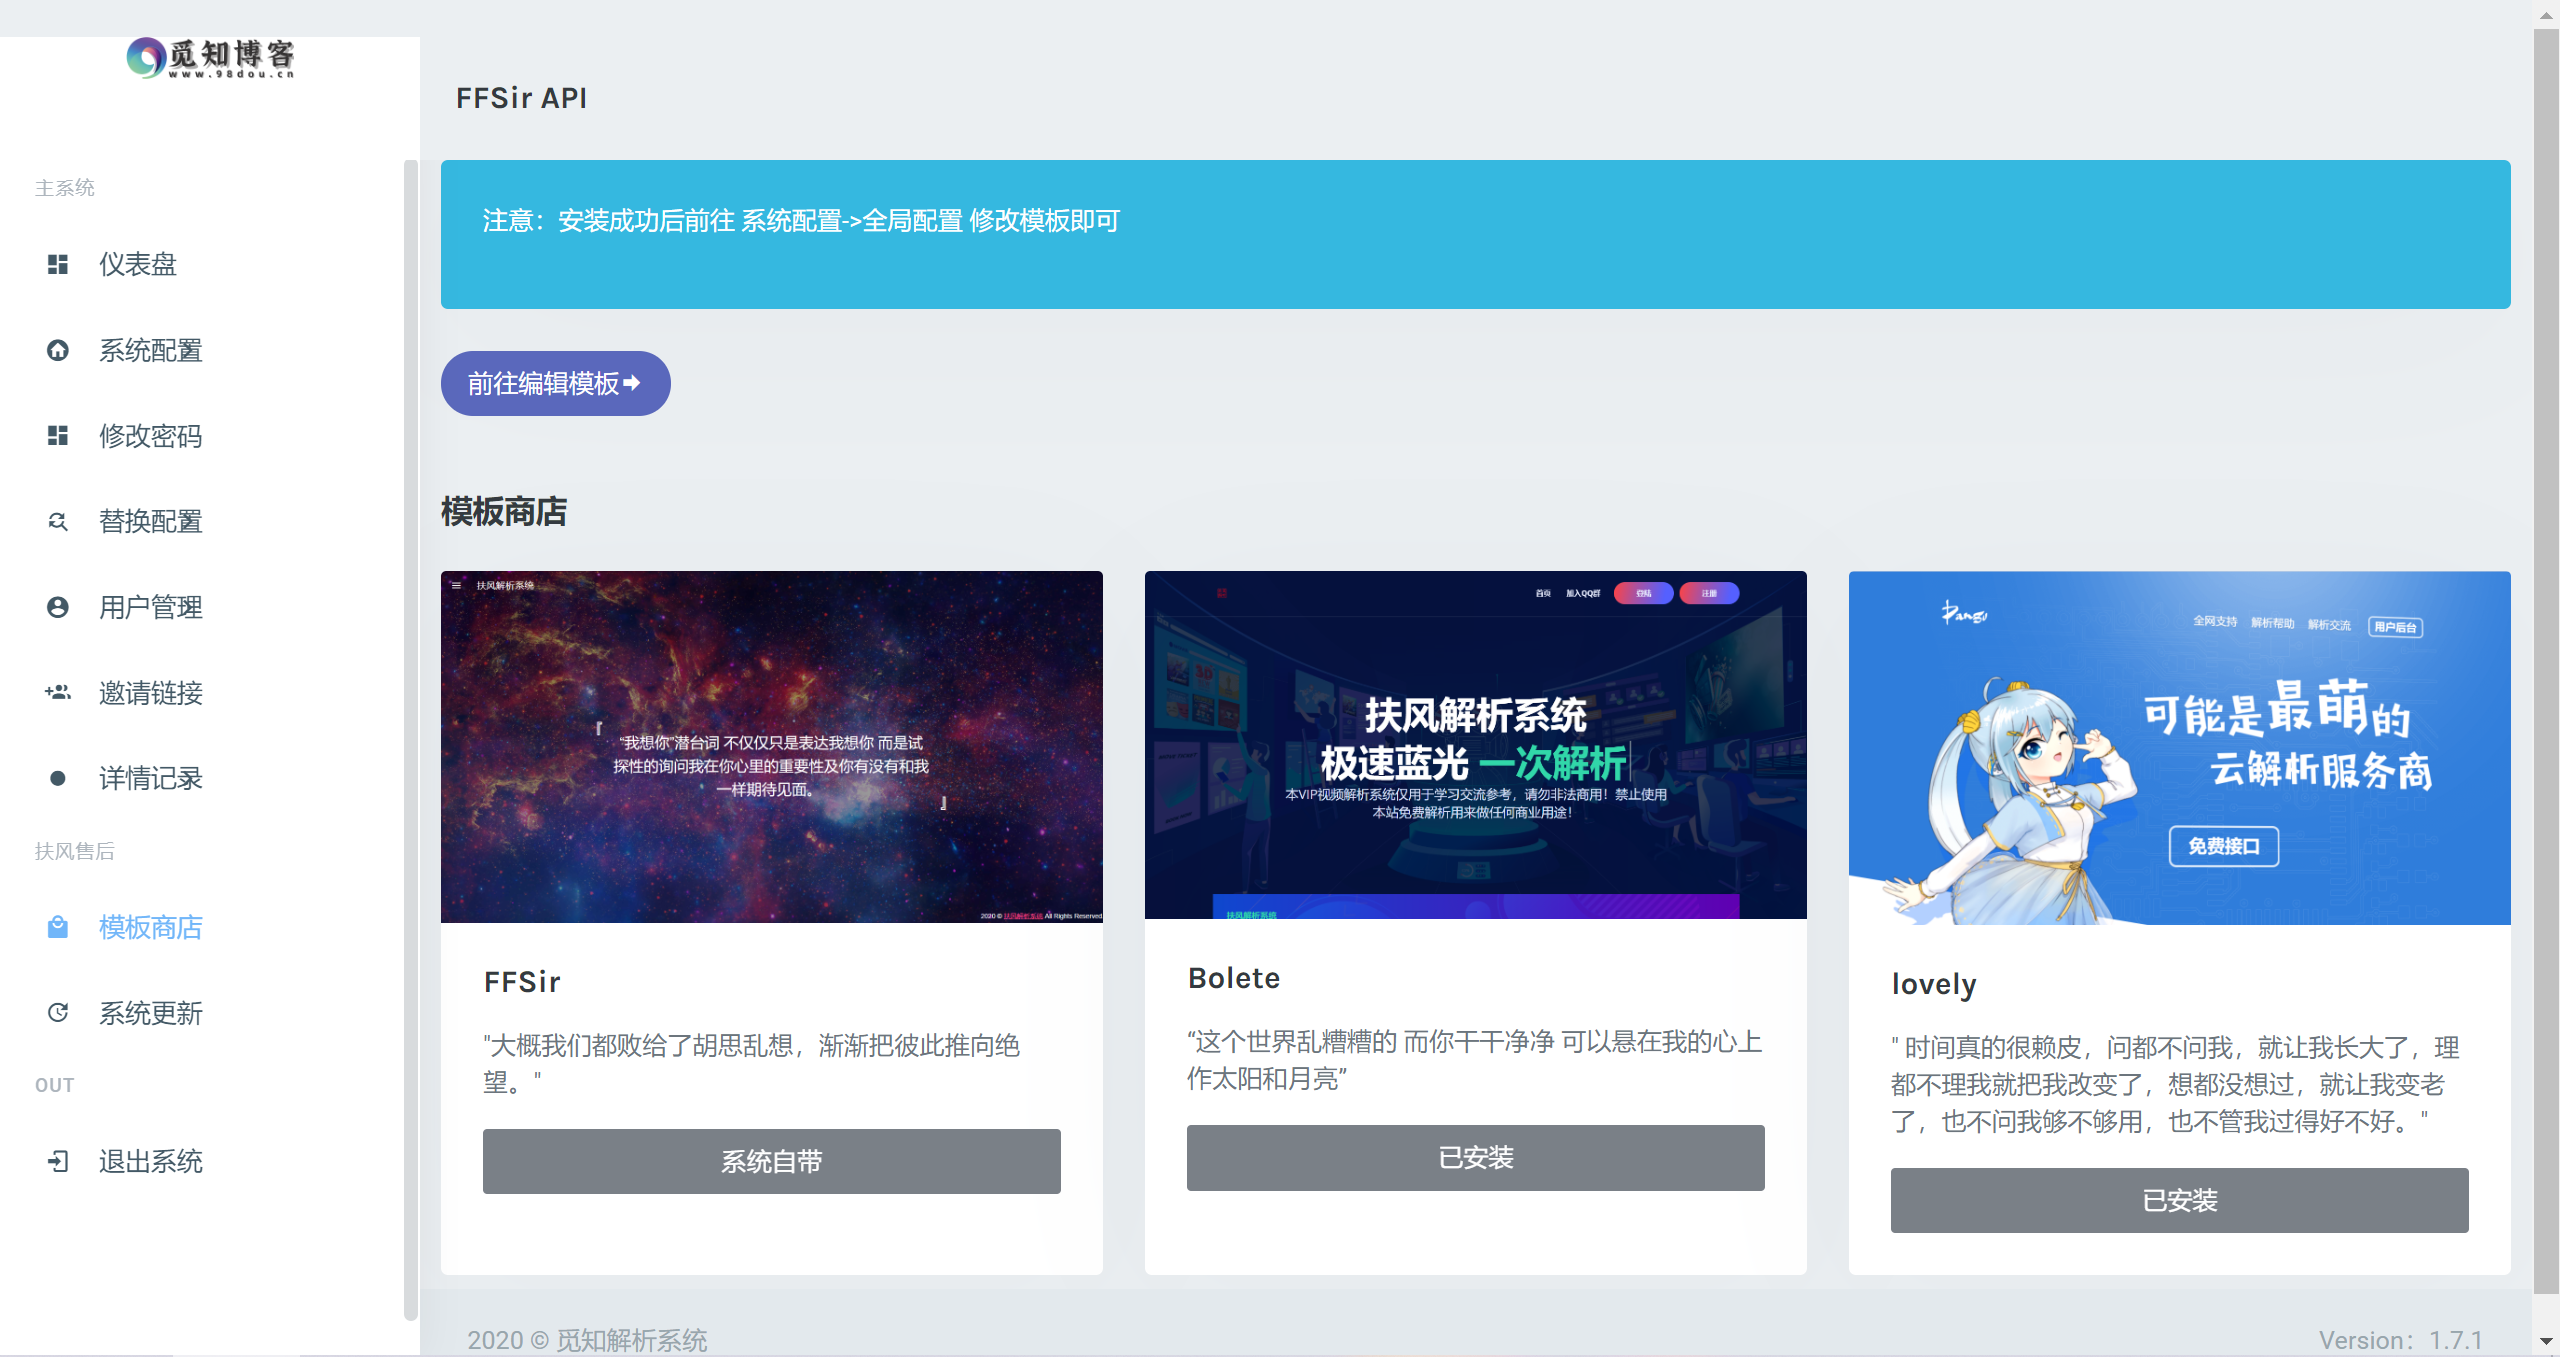 觅知博客
www.98dou.cn
主系统
仪表盘
系统配置
修改密码
替换配置
用户管理
邀请链接
详情记录
扶风售后
模板商店
系统更新
OUT
退出系统
FFSir API
注意：安装成功后前往 系统配置->全局配置 修改模板即可
前往编辑模板
模板商店
扶风解析系统
『
“我想你”潜台词 不仅仅只是表达我想你 而是试
探性的询问我在你心里的重要性及你有没有和我
一样期待见面。
』
2020 © 扶风解析系统 All Rights Reserved
FFSir
"大概我们都败给了胡思乱想，渐渐把彼此推向绝
望。"
系统自带
首页 加入QQ群 登陆 注册
扶风解析系统
极速蓝光 一次解析
本VIP视频解析系统仅用于学习交流参考，请勿非法商用！禁止使用
本站免费解析用来做任何商业用途！
扶风解析系统
Bolete
“这个世界乱糟糟的 而你干干净净 可以悬在我的心上
作太阳和月亮”
已安装
Pangu
全网支持 解析帮助 解析交流 用户后台
可能是最萌的
云解析服务商
免费接口
lovely
" 时间真的很赖皮，问都不问我，就让我长大了，理
都不理我就把我改变了，想都没想过，就让我变老
了，也不问我够不够用，也不管我过得好不好。"
已安装
2020 © 觅知解析系统
Version：1.7.1